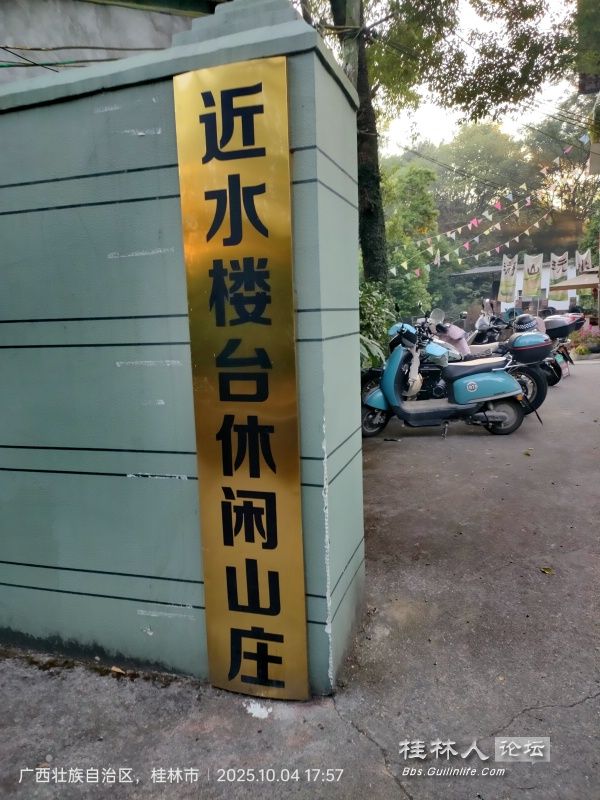 近水楼台休闲山庄
广西壮族自治区，桂林市 | 2025.10.04 17:57
桂林人论坛
Bbs.Guilinlife.com